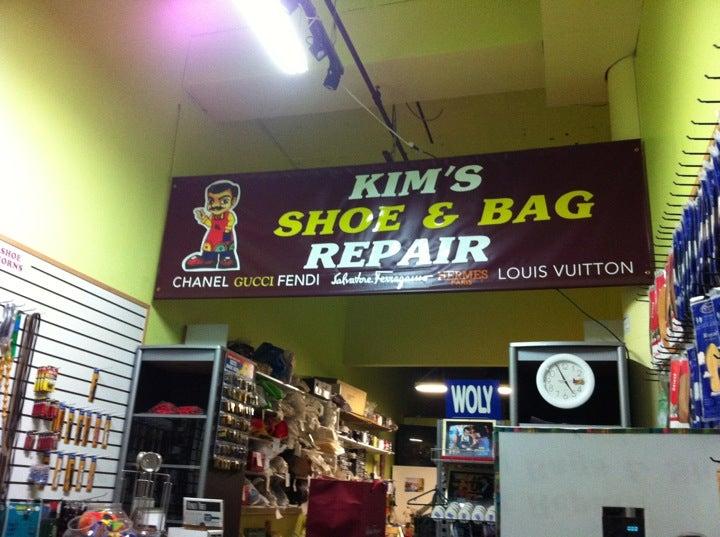 KIM'S
SHOE & BAG
REPAIR
CHANEL GUCCI FENDI Salvatore Ferragamo HERMES PARIS LOUIS VUITTON
SHOE
HORNS
WOLY